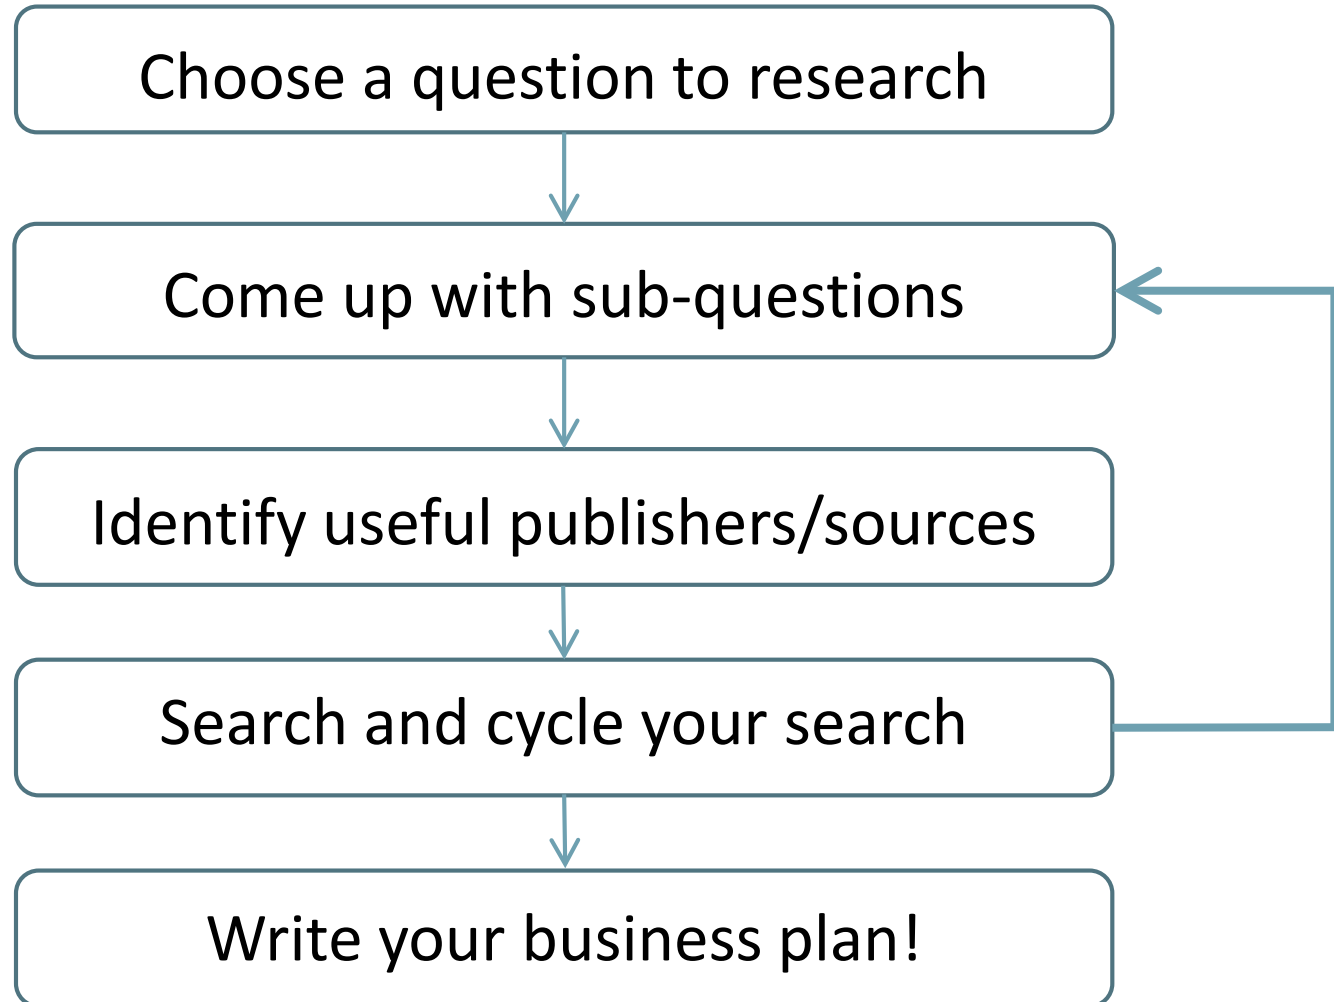 Choose a question to research
Come up with sub-questions
Identify useful publishers/sources
Search and cycle your search
Write your business plan!